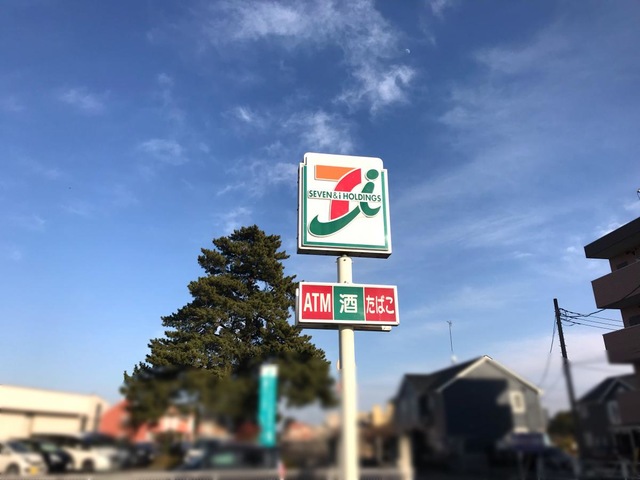 SEVEN & i HOLDINGS
ATM 酒 たばこ